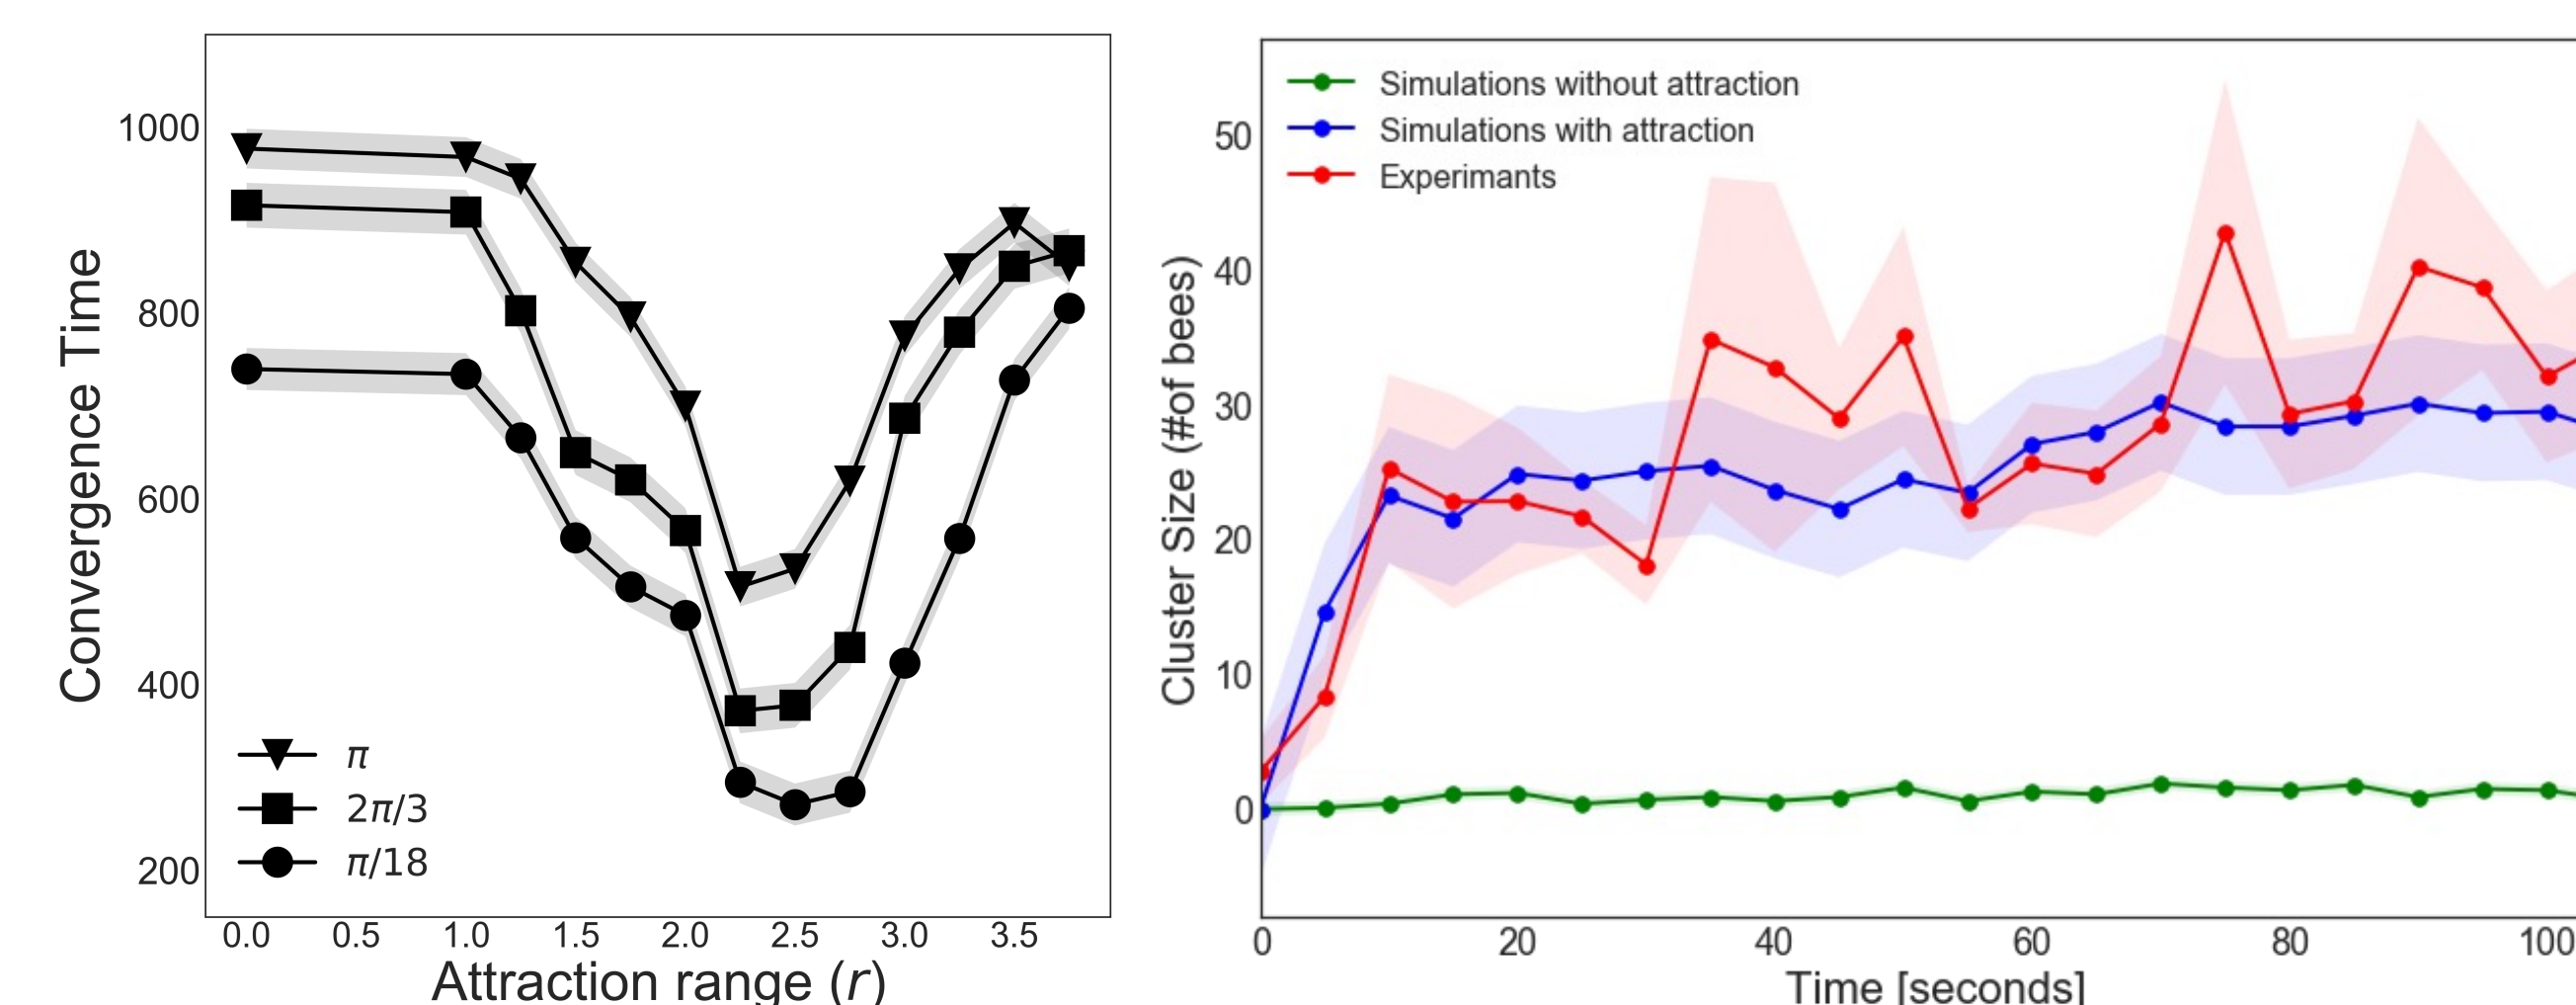 1000
800
600
400
200
Convergence Time
π
2π/3
π/18
0.0 0.5 1.0 1.5 2.0 2.5 3.0 3.5
Attraction range (r)
Simulations without attraction
Simulations with attraction
Experimants
50
40
30
20
10
0
Cluster Size (#of bees)
0 20 40 60 80 100
Time [seconds]